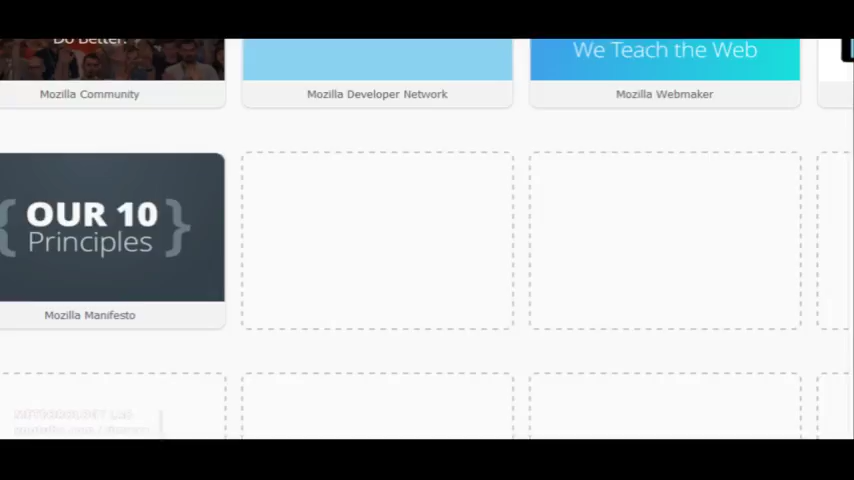 Do Better.
We Teach the Web
Mozilla Community
Mozilla Developer Network
Mozilla Webmaker
{ OUR 10 }
Principles
Mozilla Manifesto